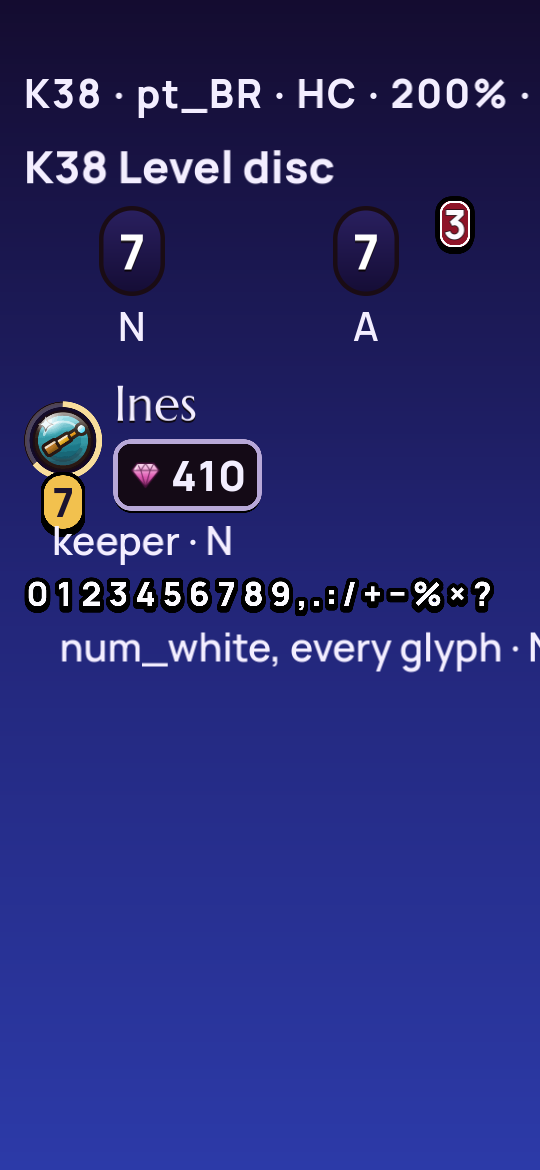 K38 · pt_BR · HC · 200% ·
K38 Level disc
7 7 3
N A
Ines
410
7
keeper · N
0123456789,.:/+−%×?
num_white, every glyph · N